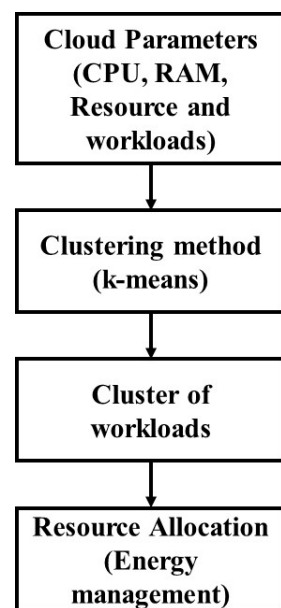 Cloud Parameters
(CPU, RAM,
Resource and
workloads)
Clustering method
(k-means)
Cluster of
workloads
Resource Allocation
(Energy
management)